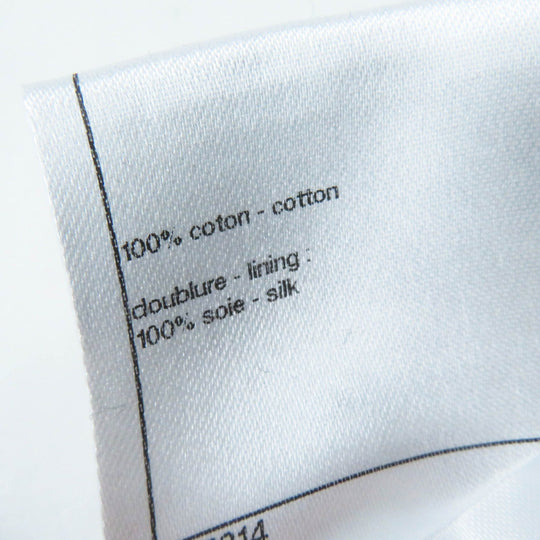 100% coton - cotton
doublure - lining :
100% soie - silk